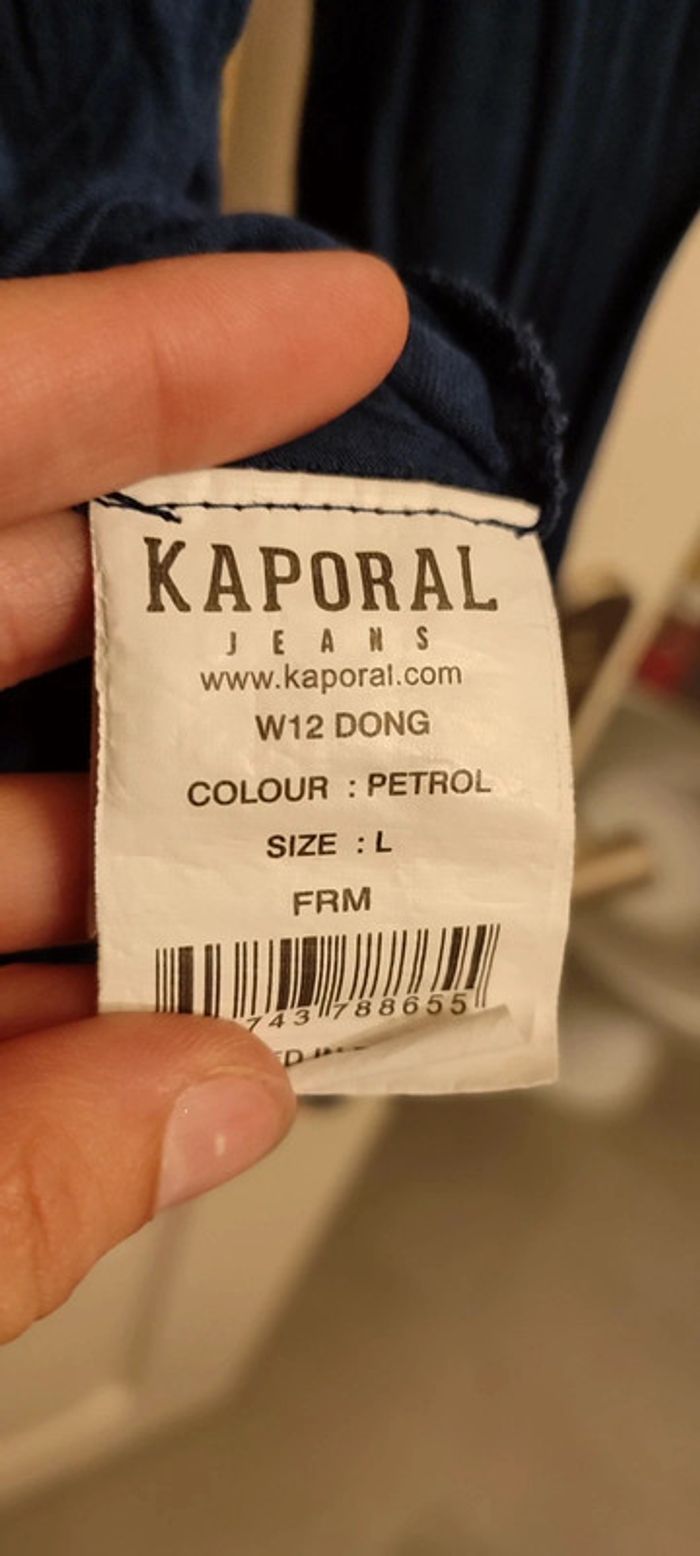 KAPORAL
JEANS
www.kaporal.com
W12 DONG
COLOUR : PETROL
SIZE : L
FRM
743 788655